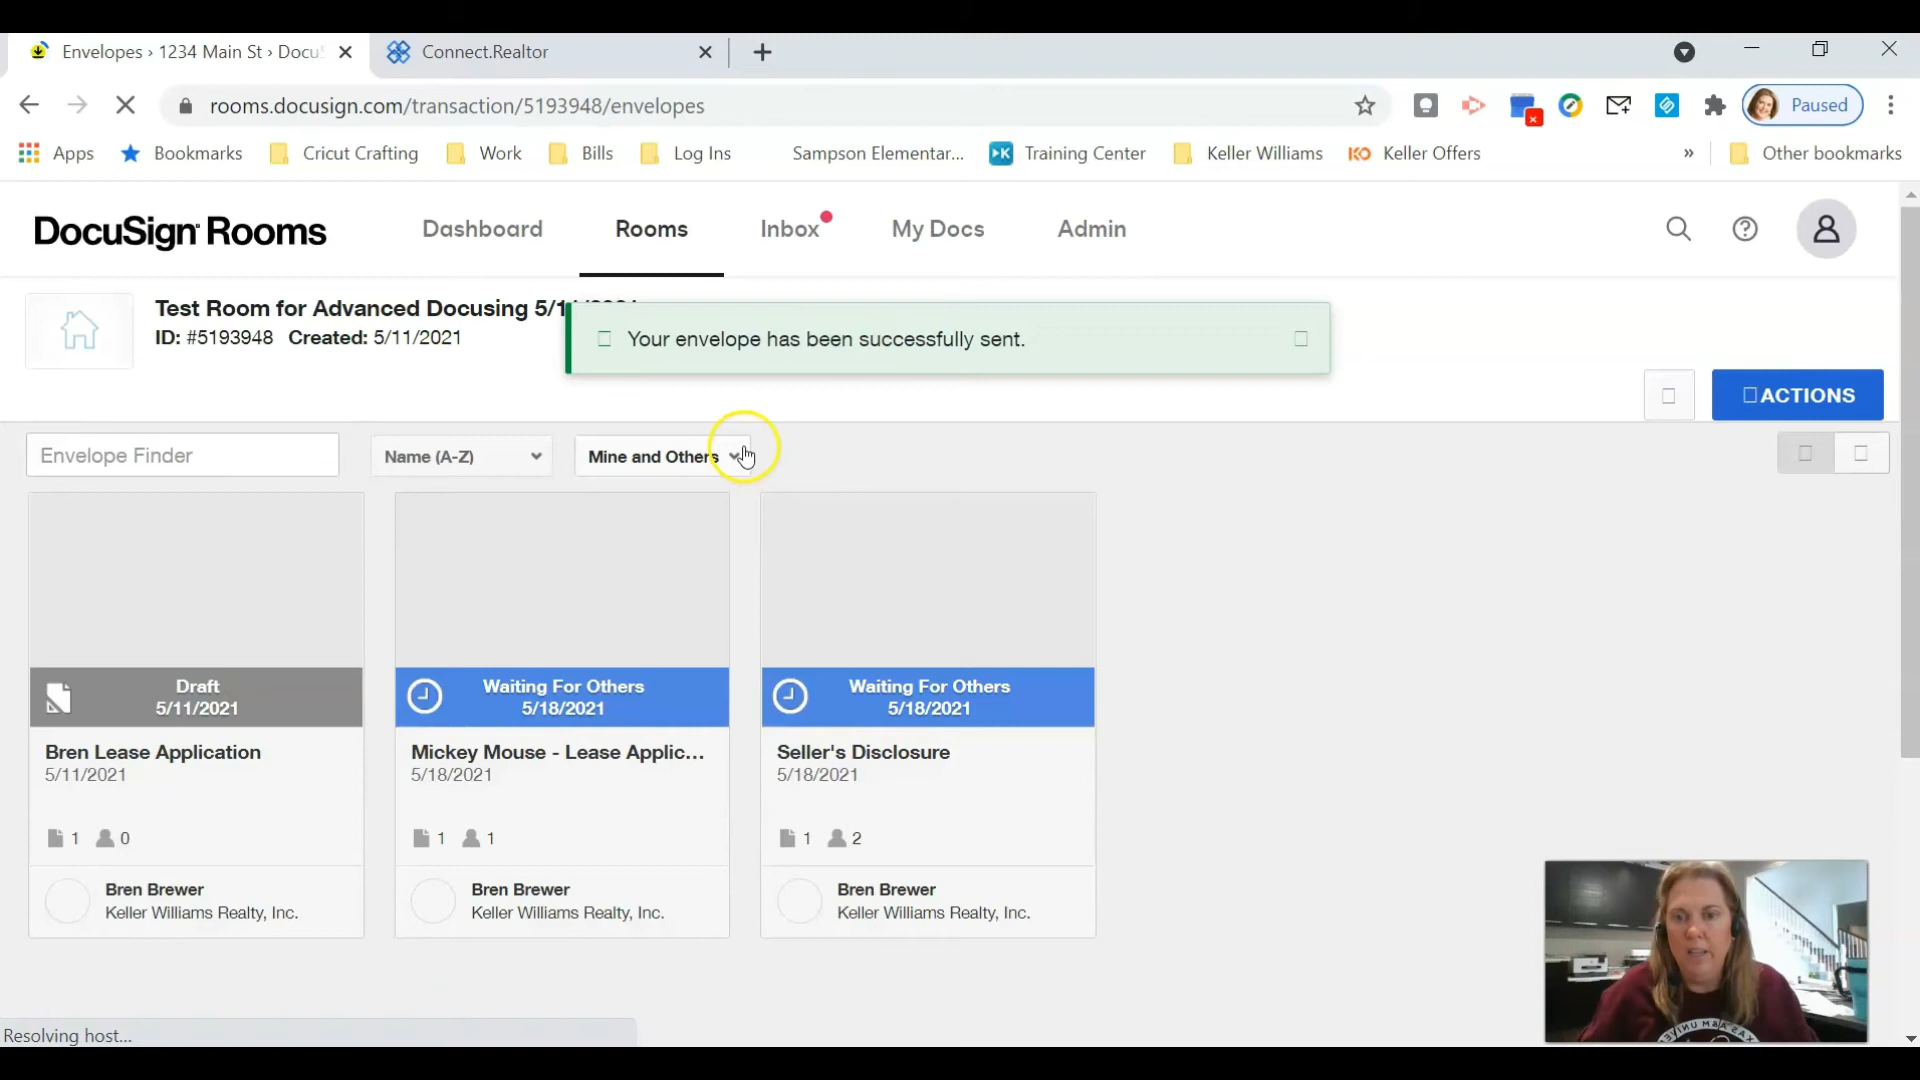 Envelopes › 1234 Main St › Docu
Connect.Realtor
rooms.docusign.com/transaction/5193948/envelopes
Paused
Apps
Bookmarks
Cricut Crafting
Work
Bills
Log Ins
Sampson Elementar...
Training Center
Keller Williams
KO Keller Offers
»
Other bookmarks
DocuSign Rooms
Dashboard
Rooms
Inbox
My Docs
Admin
Test Room for Advanced Docusing
ID: #5193948 Created: 5/11/2021
Your envelope has been successfully sent.
ACTIONS
Envelope Finder
Name (A-Z)
Mine and Others
Draft
5/11/2021
Bren Lease Application
5/11/2021
1 0
Bren Brewer
Keller Williams Realty, Inc.
Waiting For Others
5/18/2021
Mickey Mouse - Lease Applic...
5/18/2021
1 1
Bren Brewer
Keller Williams Realty, Inc.
Waiting For Others
5/18/2021
Seller's Disclosure
5/18/2021
1 2
Bren Brewer
Keller Williams Realty, Inc.
Resolving host...